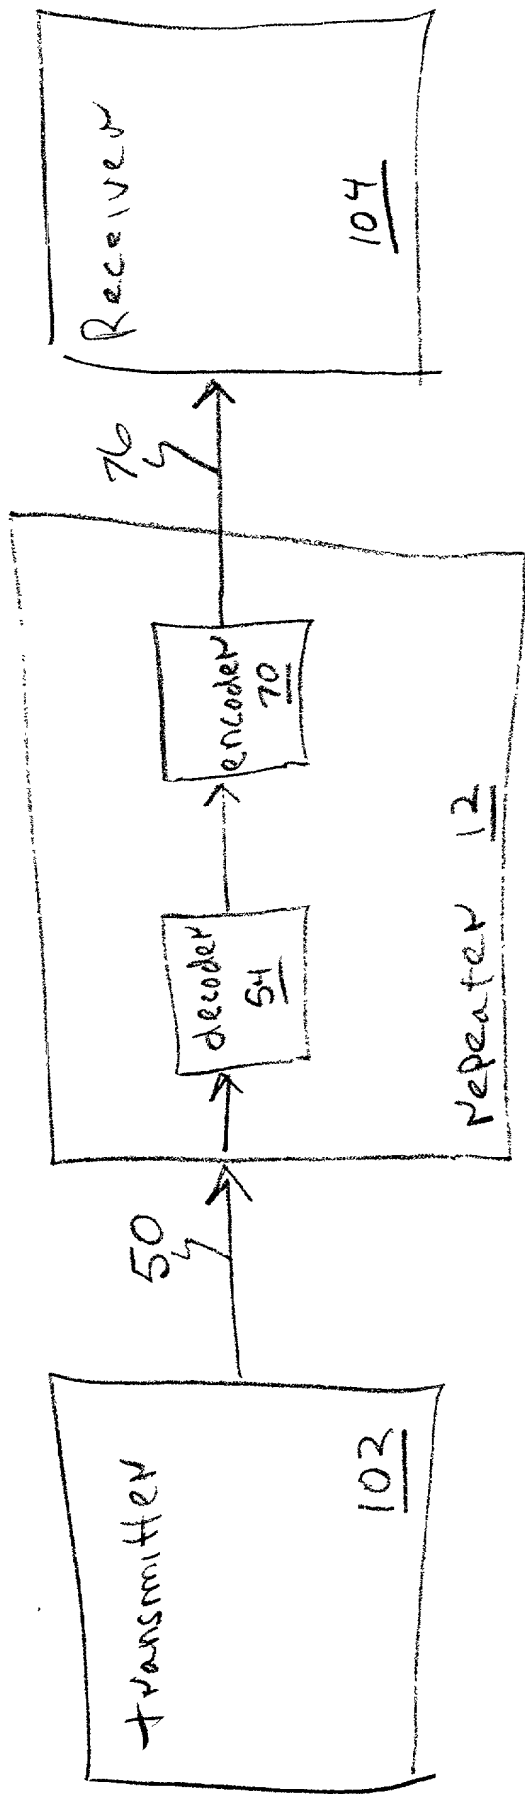 transmitter
102
50
repeater 12
decoder
54
encoder
70
76
Receiver
104